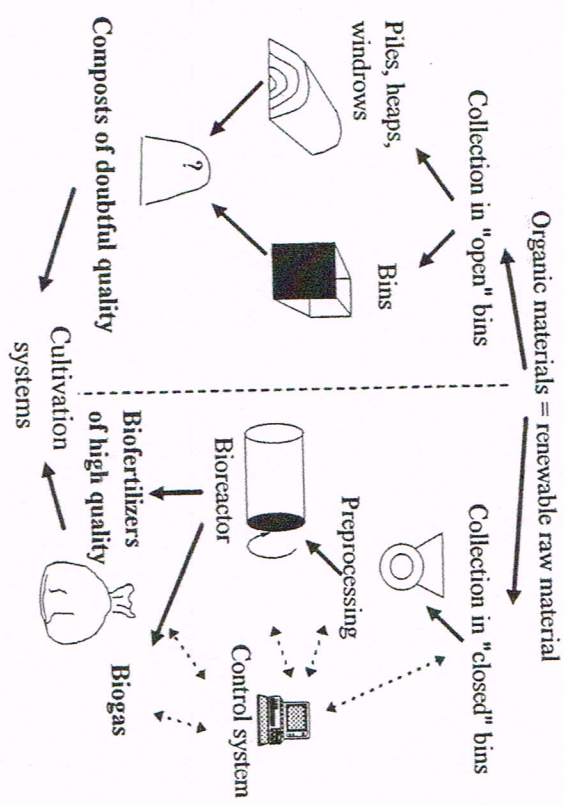 Organic materials = renewable raw material
Collection in "open" bins
Collection in "closed" bins
Piles, heaps,
windrows
Bins
Preprocessing
?
Bioreactor
Control system
Composts of doubtful quality
Biofertilizers
of high quality
Biogas
Cultivation
systems